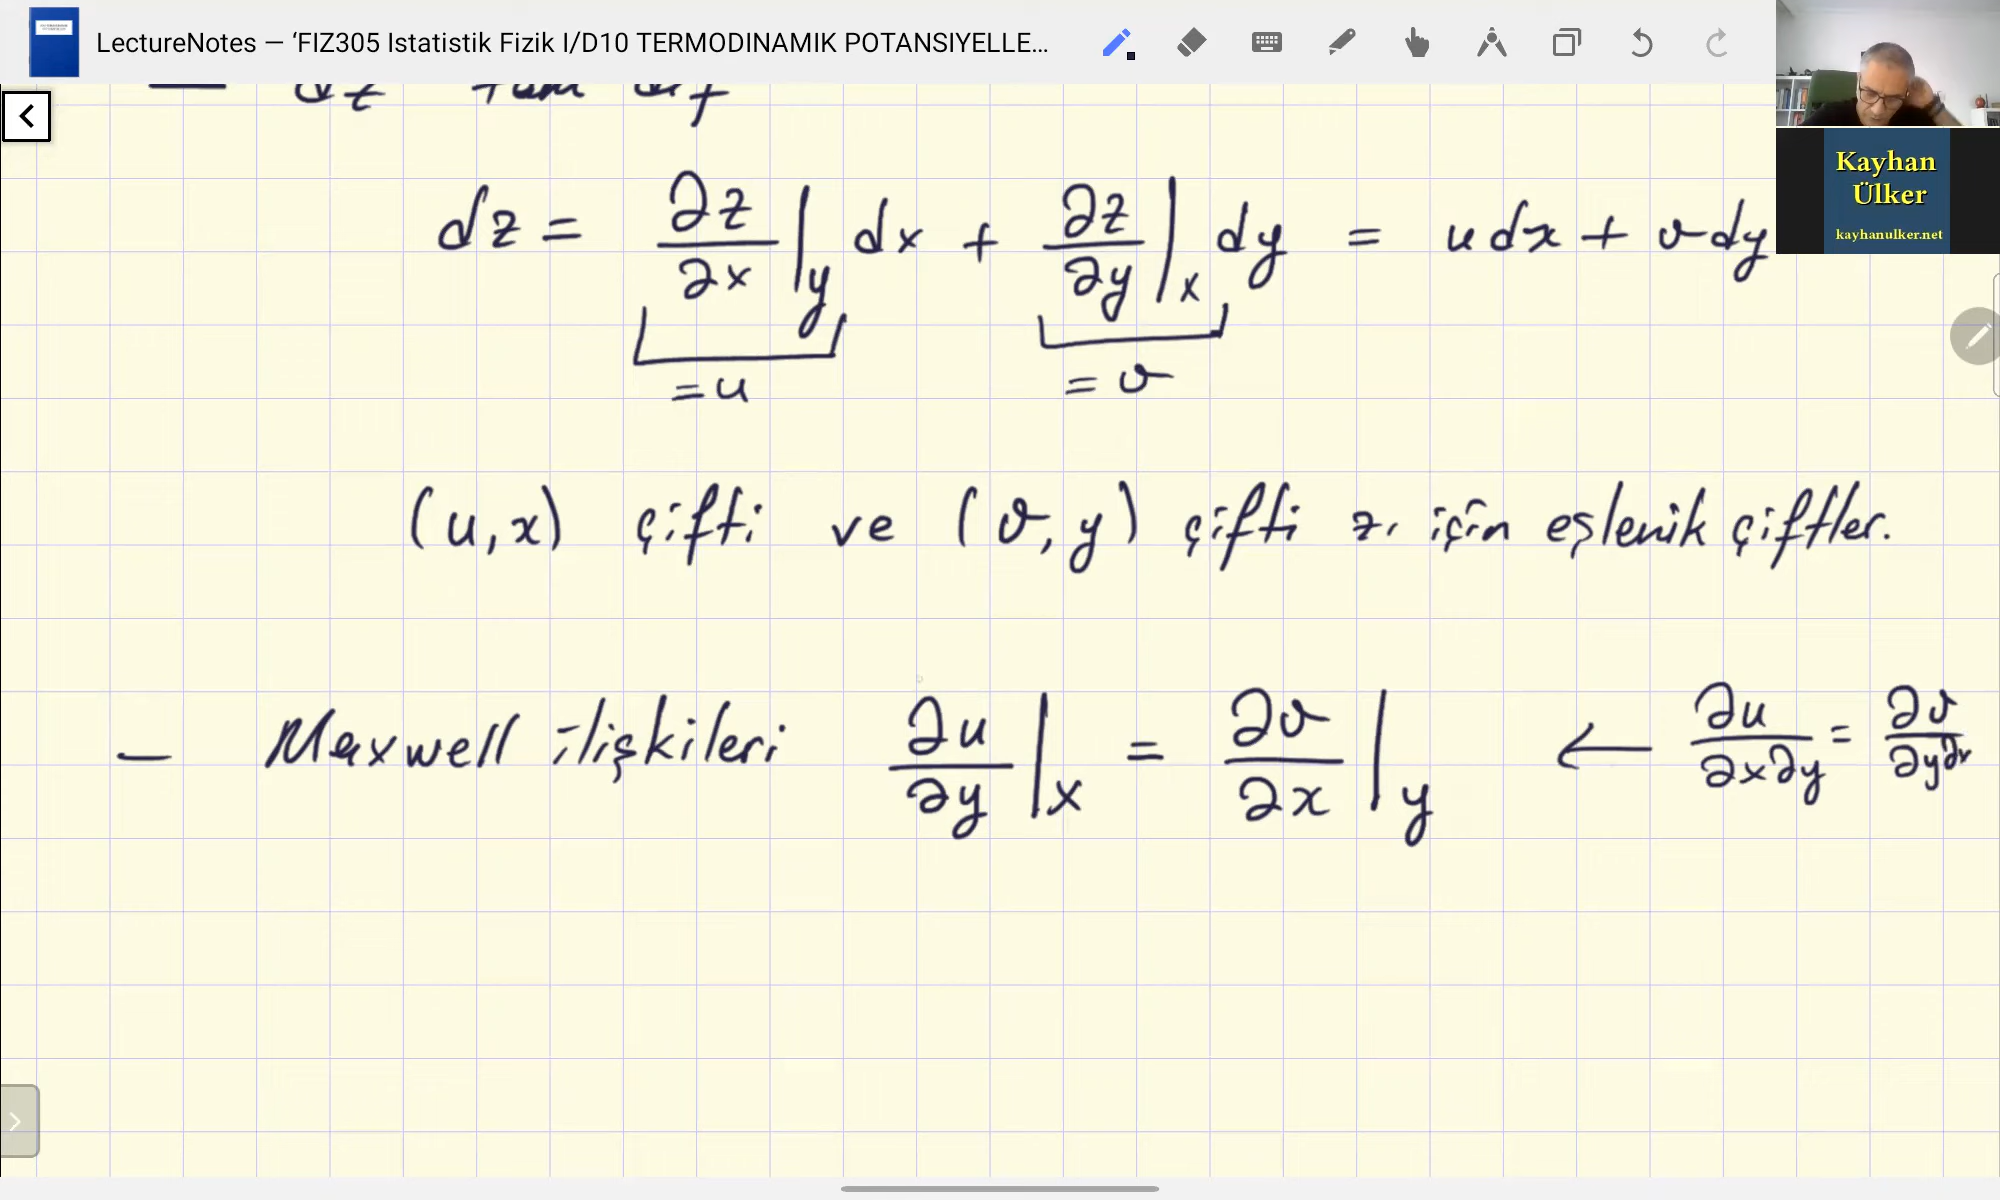 LectureNotes — ‘FIZ305 Istatistik Fizik I/D10 TERMODINAMIK POTANSIYELLE...
Kayhan
Ülker
kayhanulker.net
dz = ∂z/∂x|y dx + ∂z/∂y|x dy = u dx + v dy
= u = v
(u, x) çifti ve (v, y) çifti z, için eşlenik çiftler.
— Maxwell ilişkileri ∂u/∂y|x = ∂v/∂x|y ← ∂u/∂x∂y = ∂v/∂y∂x